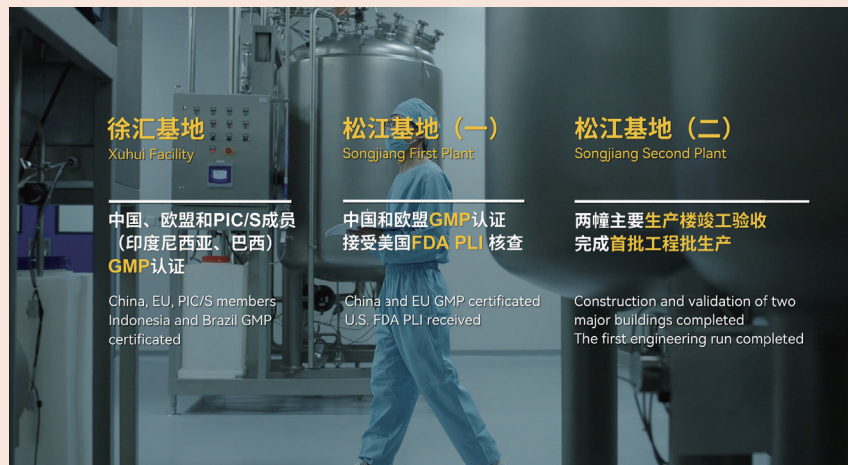 徐汇基地
Xuhui Facility
中国、欧盟和PIC/S成员
（印度尼西亚、巴西）
GMP认证
China, EU, PIC/S members
Indonesia and Brazil GMP
certificated
松江基地（一）
Songjiang First Plant
中国和欧盟GMP认证
接受美国FDA PLI 核查
China and EU GMP certificated
U.S. FDA PLI received
松江基地（二）
Songjiang Second Plant
两幢主要生产楼竣工验收
完成首批工程批生产
Construction and validation of two
major buildings completed
The first engineering run completed